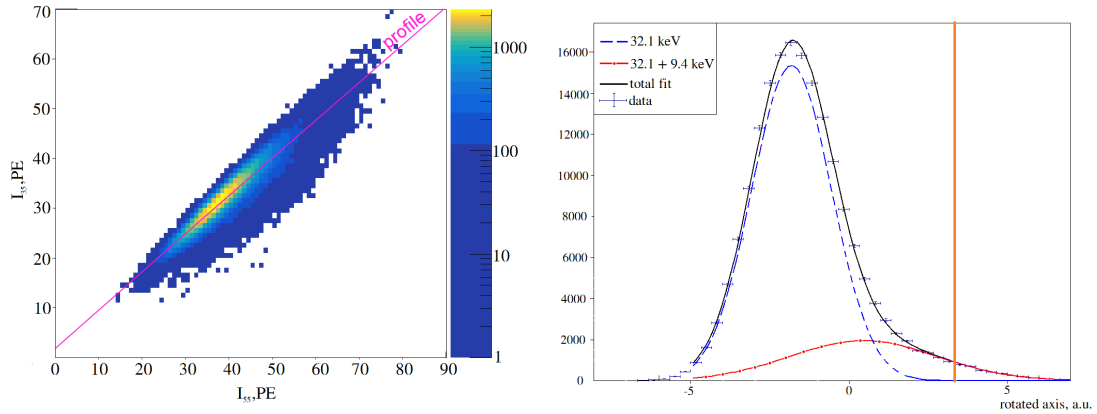 70
60
50
40
30
20
10
I₃₅,PE
profile
0 10 20 30 40 50 60 70 80 90
I₅₅,PE
1000
100
10
1
16000
14000
12000
10000
8000
6000
4000
2000
0
32.1 keV
32.1 + 9.4 keV
total fit
data
-5 0 5
rotated axis, a.u.